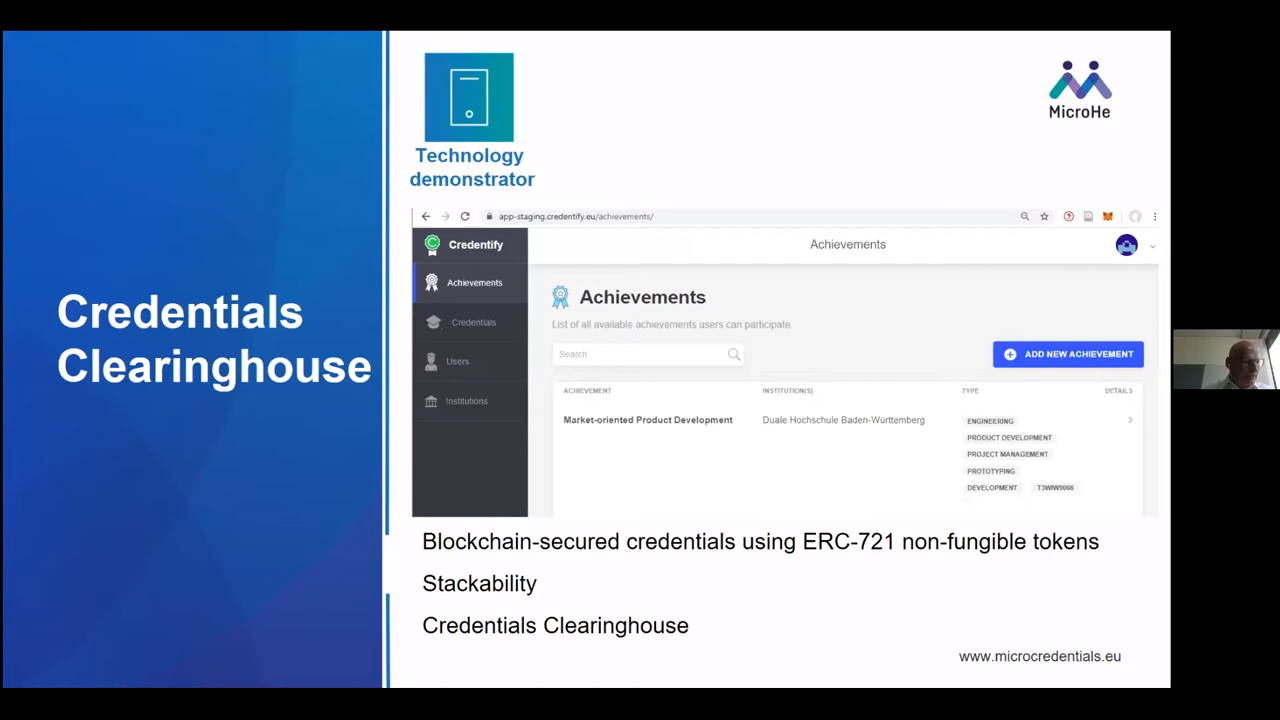 Credentials
Clearinghouse
Technology
demonstrator
MicroHe
app-staging.credentify.eu/achievements/
Credentify
Achievements
Achievements
Credentials
Users
Institutions
Achievements
List of all available achievements users can participate.
Search
ADD NEW ACHIEVEMENT
ACHIEVEMENT INSTITUTION(S) TYPE DETAILS
Market-oriented Product Development Duale Hochschule Baden-Württemberg
ENGINEERING
PRODUCT DEVELOPMENT
PROJECT MANAGEMENT
PROTOTYPING
DEVELOPMENT T3WIW9066
Blockchain-secured credentials using ERC-721 non-fungible tokens
Stackability
Credentials Clearinghouse
www.microcredentials.eu